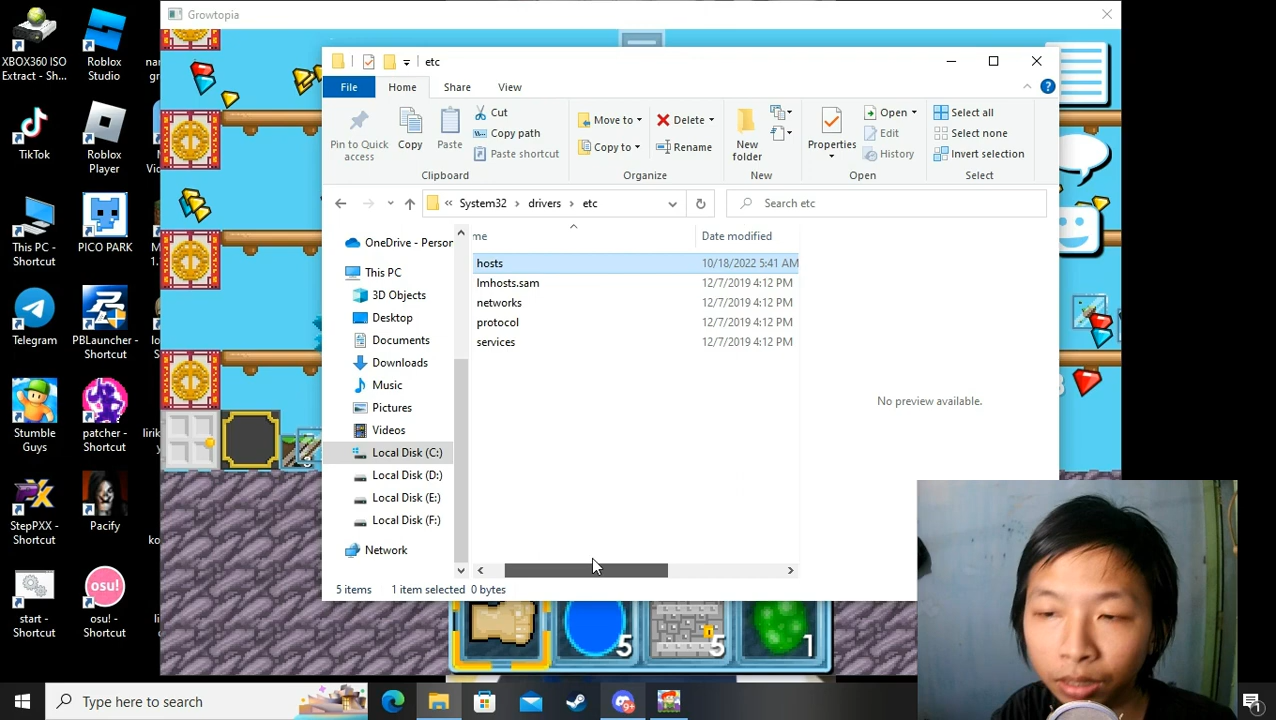 Growtopia
etc
File
Home
Share
View
Pin to Quick
access
Copy
Paste
Cut
Copy path
Paste shortcut
Clipboard
Move to
Copy to
Delete
Rename
Organize
New
folder
New
Properties
Open
Edit
History
Open
Select all
Select none
Invert selection
Select
« System32 > drivers > etc
Search etc
me
Date modified
hosts 10/18/2022 5:41 AM
lmhosts.sam 12/7/2019 4:12 PM
networks 12/7/2019 4:12 PM
protocol 12/7/2019 4:12 PM
services 12/7/2019 4:12 PM
OneDrive - Person
This PC
3D Objects
Desktop
Documents
Downloads
Music
Pictures
Videos
Local Disk (C:)
Local Disk (D:)
Local Disk (E:)
Local Disk (F:)
Network
No preview available.
5 items 1 item selected 0 bytes
XBOX360 ISO
Extract - Sh...
Roblox
Studio
TikTok
Roblox
Player
This PC -
Shortcut
PICO PARK
Telegram
PBLauncher -
Shortcut
Stumble
Guys
patcher -
Shortcut
StepPXX -
Shortcut
Pacify
start -
Shortcut
osu!
osu! -
Shortcut
5
5
1
Type here to search